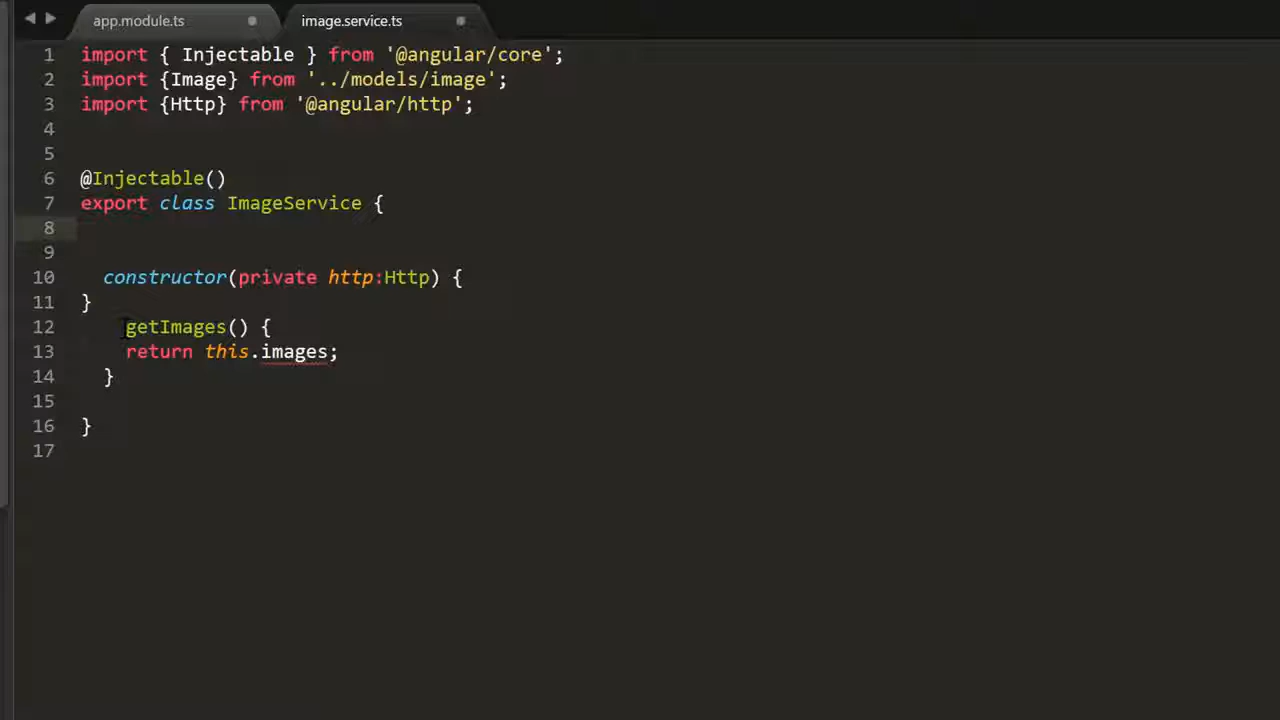 app.module.ts
image.service.ts
1 import { Injectable } from '@angular/core';
2 import {Image} from '../models/image';
3 import {Http} from '@angular/http';
4
5
6 @Injectable()
7 export class ImageService {
8
9
10 constructor(private http:Http) {
11 }
12 getImages() {
13 return this.images;
14 }
15
16 }
17